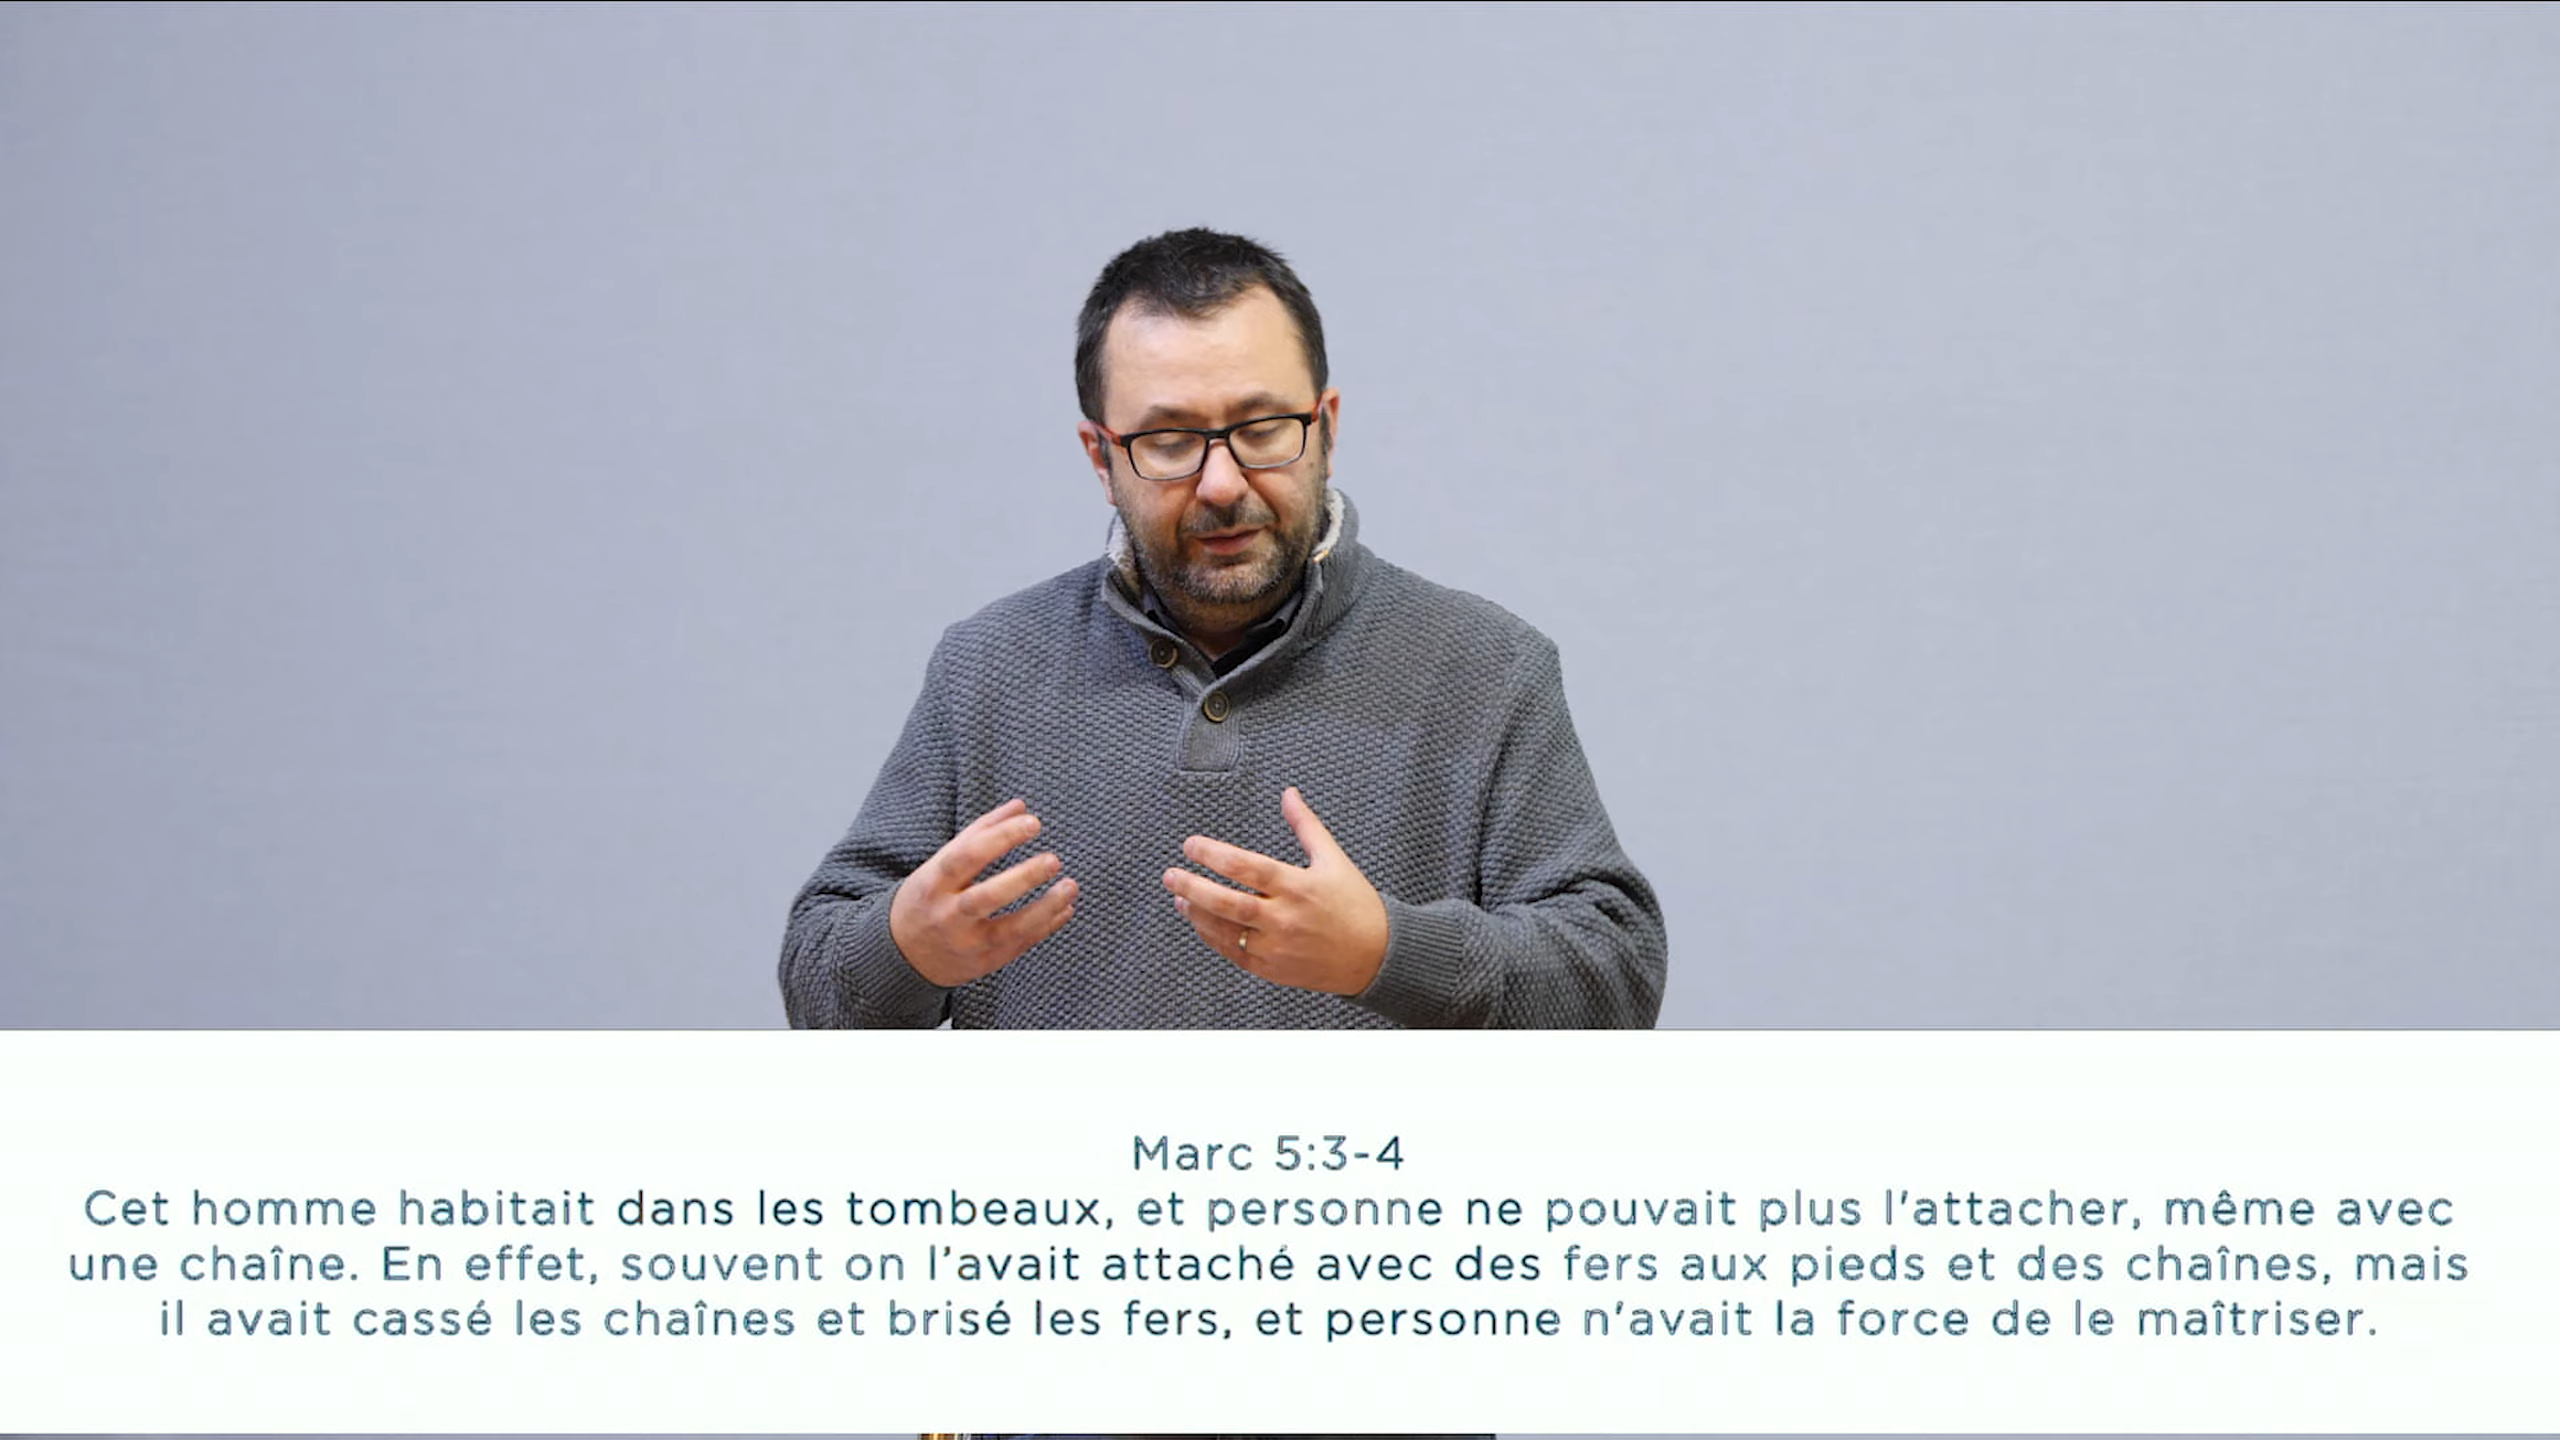 Marc 5:3-4
Cet homme habitait dans les tombeaux, et personne ne pouvait plus l'attacher, même avec
une chaîne. En effet, souvent on l'avait attaché avec des fers aux pieds et des chaînes, mais
il avait cassé les chaînes et brisé les fers, et personne n'avait la force de le maîtriser.